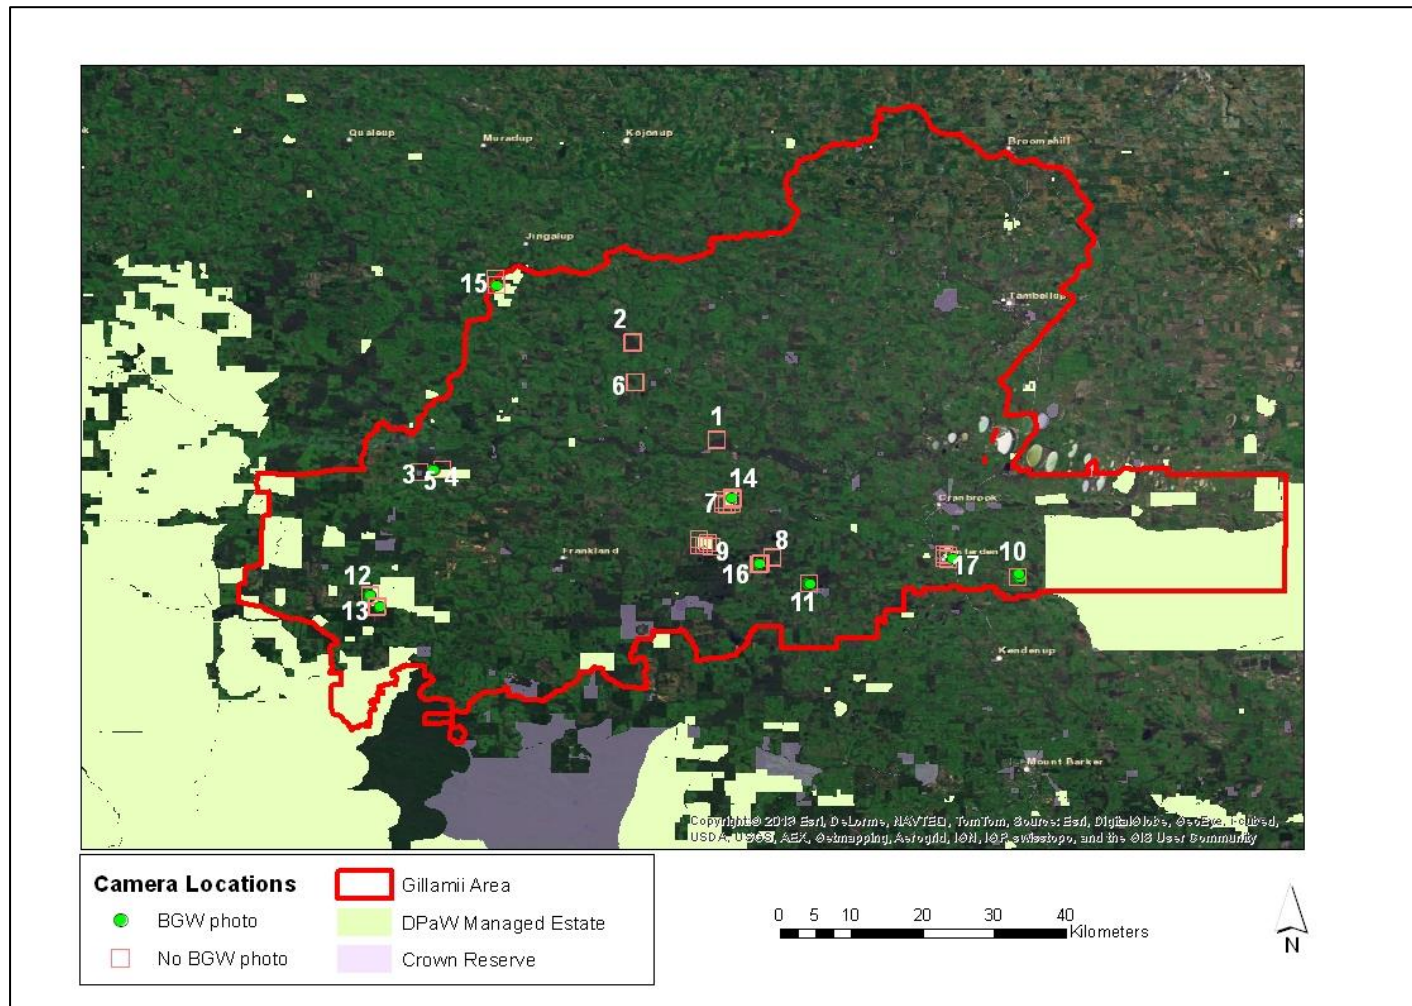 Qualeup
Muradup
Kojonup
Broomehill
Jingalup
15
Tambellup
2
6
1
3
5
4
14
7
Cranbrook
Frankland
9
8
16
17
10
11
12
13
Kendenup
Mount Barker
Copyright:© 2013 Esri, DeLorme, NAVTEQ, TomTom, Source: Esri, DigitalGlobe, GeoEye, i-cubed,
USDA, USGS, AEX, Getmapping, Aerogrid, IGN, IGP, swisstopo, and the GIS User Community
Camera Locations
BGW photo
No BGW photo
Gillamii Area
DPaW Managed Estate
Crown Reserve
0 5 10 20 30 40
Kilometers
N